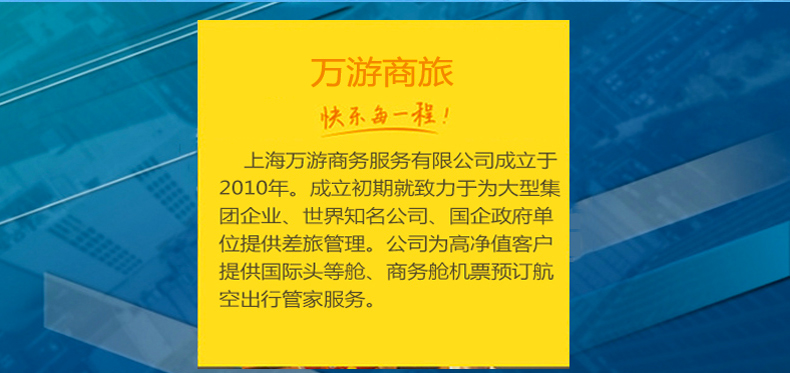 万游商旅
快乐每一程！
上海万游商务服务有限公司成立于
2010年。成立初期就致力于为大型集
团企业、世界知名公司、国企政府单
位提供差旅管理。公司为高净值客户
提供国际头等舱、商务舱机票预订航
空出行管家服务。